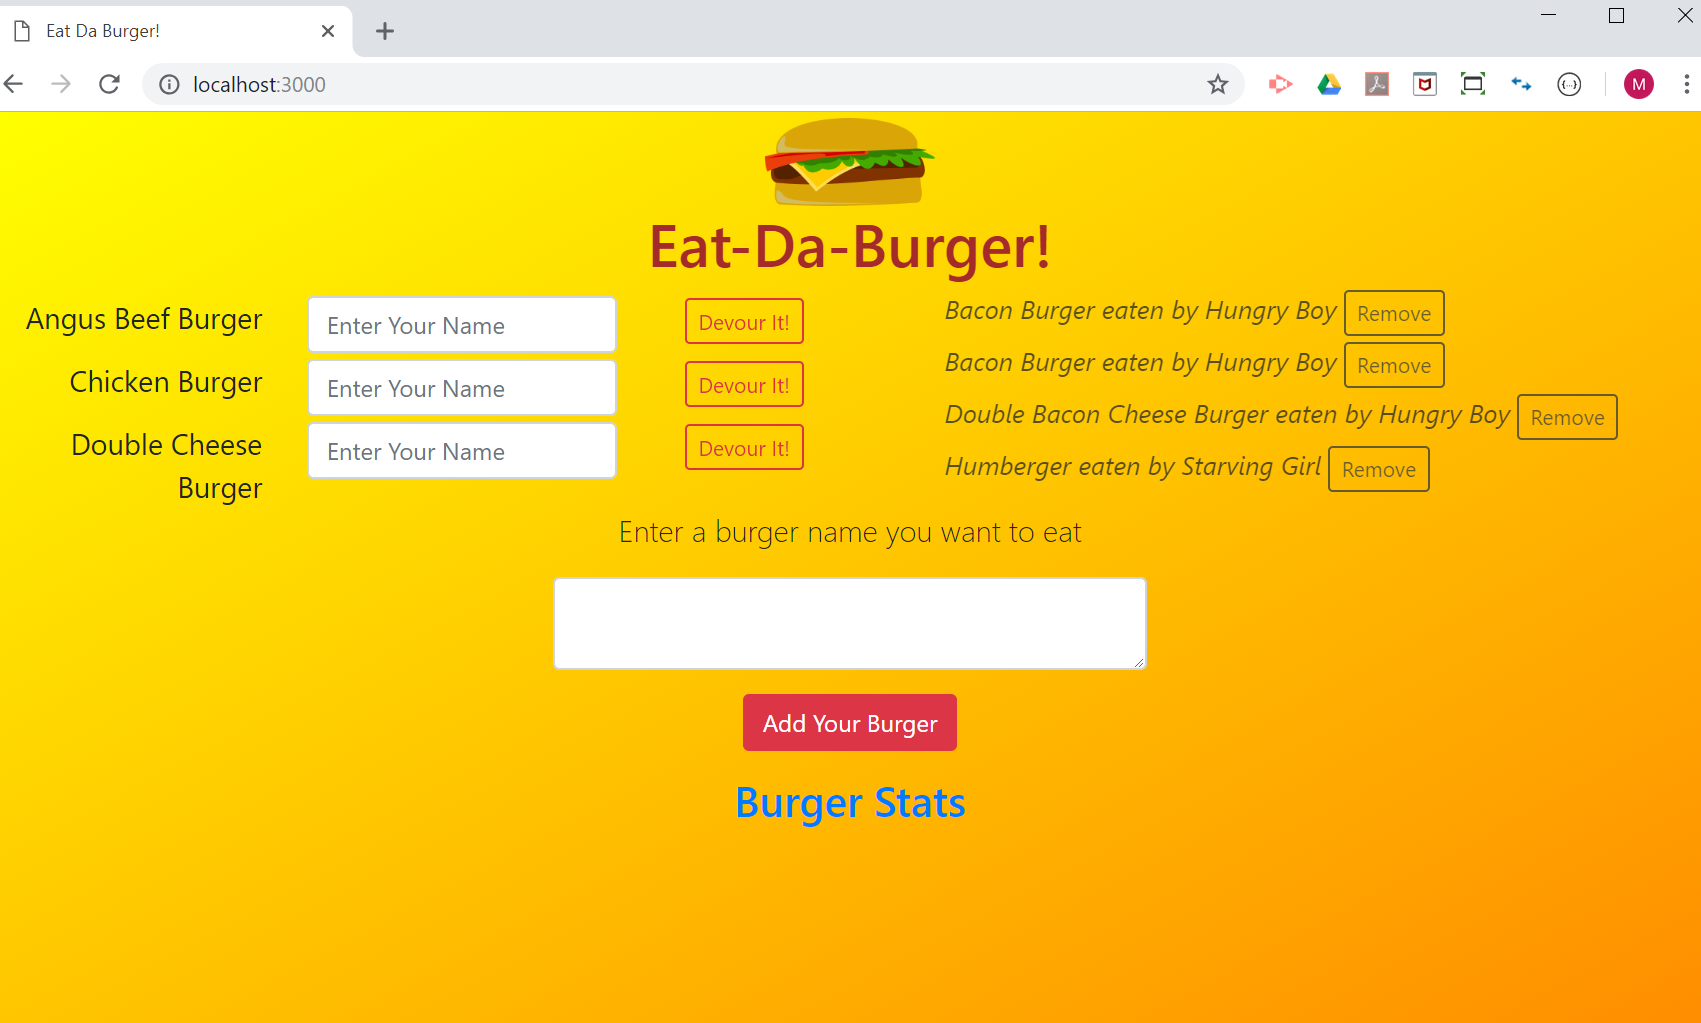 Eat Da Burger!
localhost:3000
M
Eat-Da-Burger!
Angus Beef Burger
Enter Your Name
Devour It!
Chicken Burger
Enter Your Name
Devour It!
Double Cheese
Burger
Enter Your Name
Devour It!
Bacon Burger eaten by Hungry Boy Remove
Bacon Burger eaten by Hungry Boy Remove
Double Bacon Cheese Burger eaten by Hungry Boy Remove
Humberger eaten by Starving Girl Remove
Enter a burger name you want to eat
Add Your Burger
Burger Stats